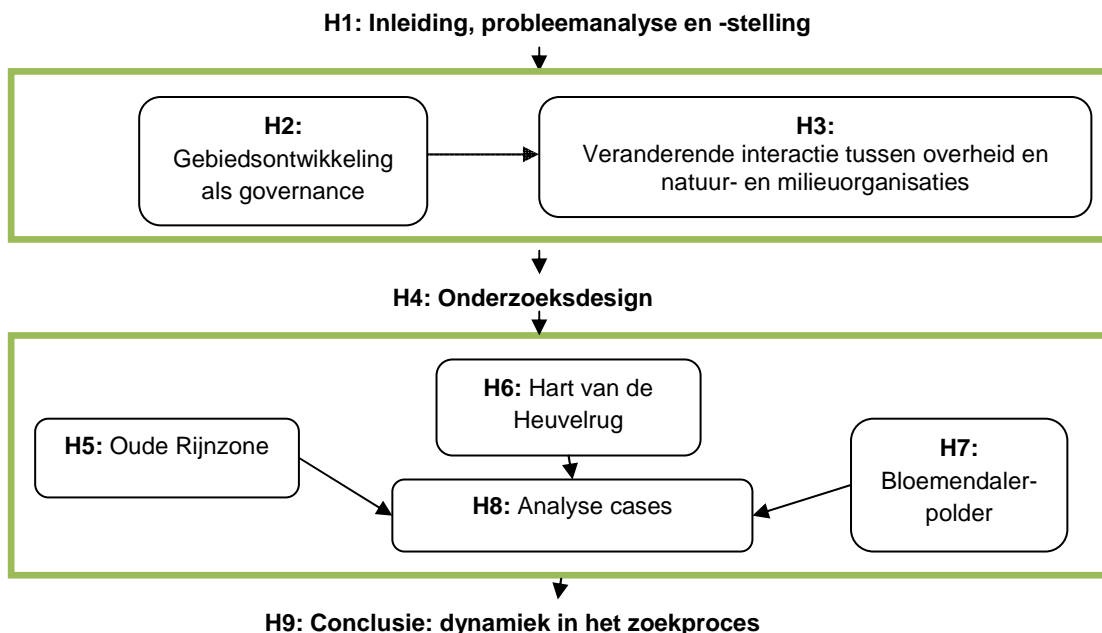 H1: Inleiding, probleemanalyse en -stelling
H2:
Gebiedsontwikkeling
als governance
H3:
Veranderende interactie tussen overheid en
natuur- en milieuorganisaties
H4: Onderzoeksdesign
H5: Oude Rijnzone
H6: Hart van de
Heuvelrug
H7:
Bloemendaler-
polder
H8: Analyse cases
H9: Conclusie: dynamiek in het zoekproces